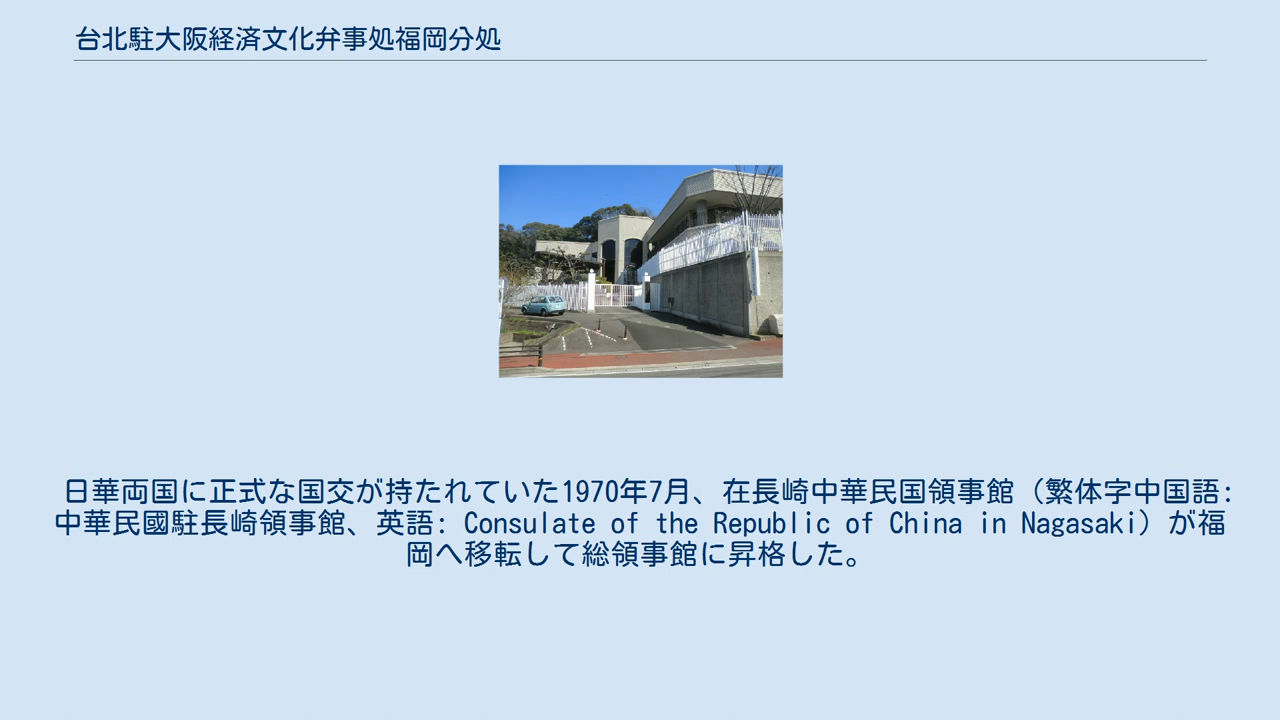 台北駐大阪経済文化弁事処福岡分処
日華両国に正式な国交が持たれていた1970年7月、在長崎中華民国領事館（繁体字中国語:
中華民國駐長崎領事館、英語: Consulate of the Republic of China in Nagasaki）が福
岡へ移転して総領事館に昇格した。